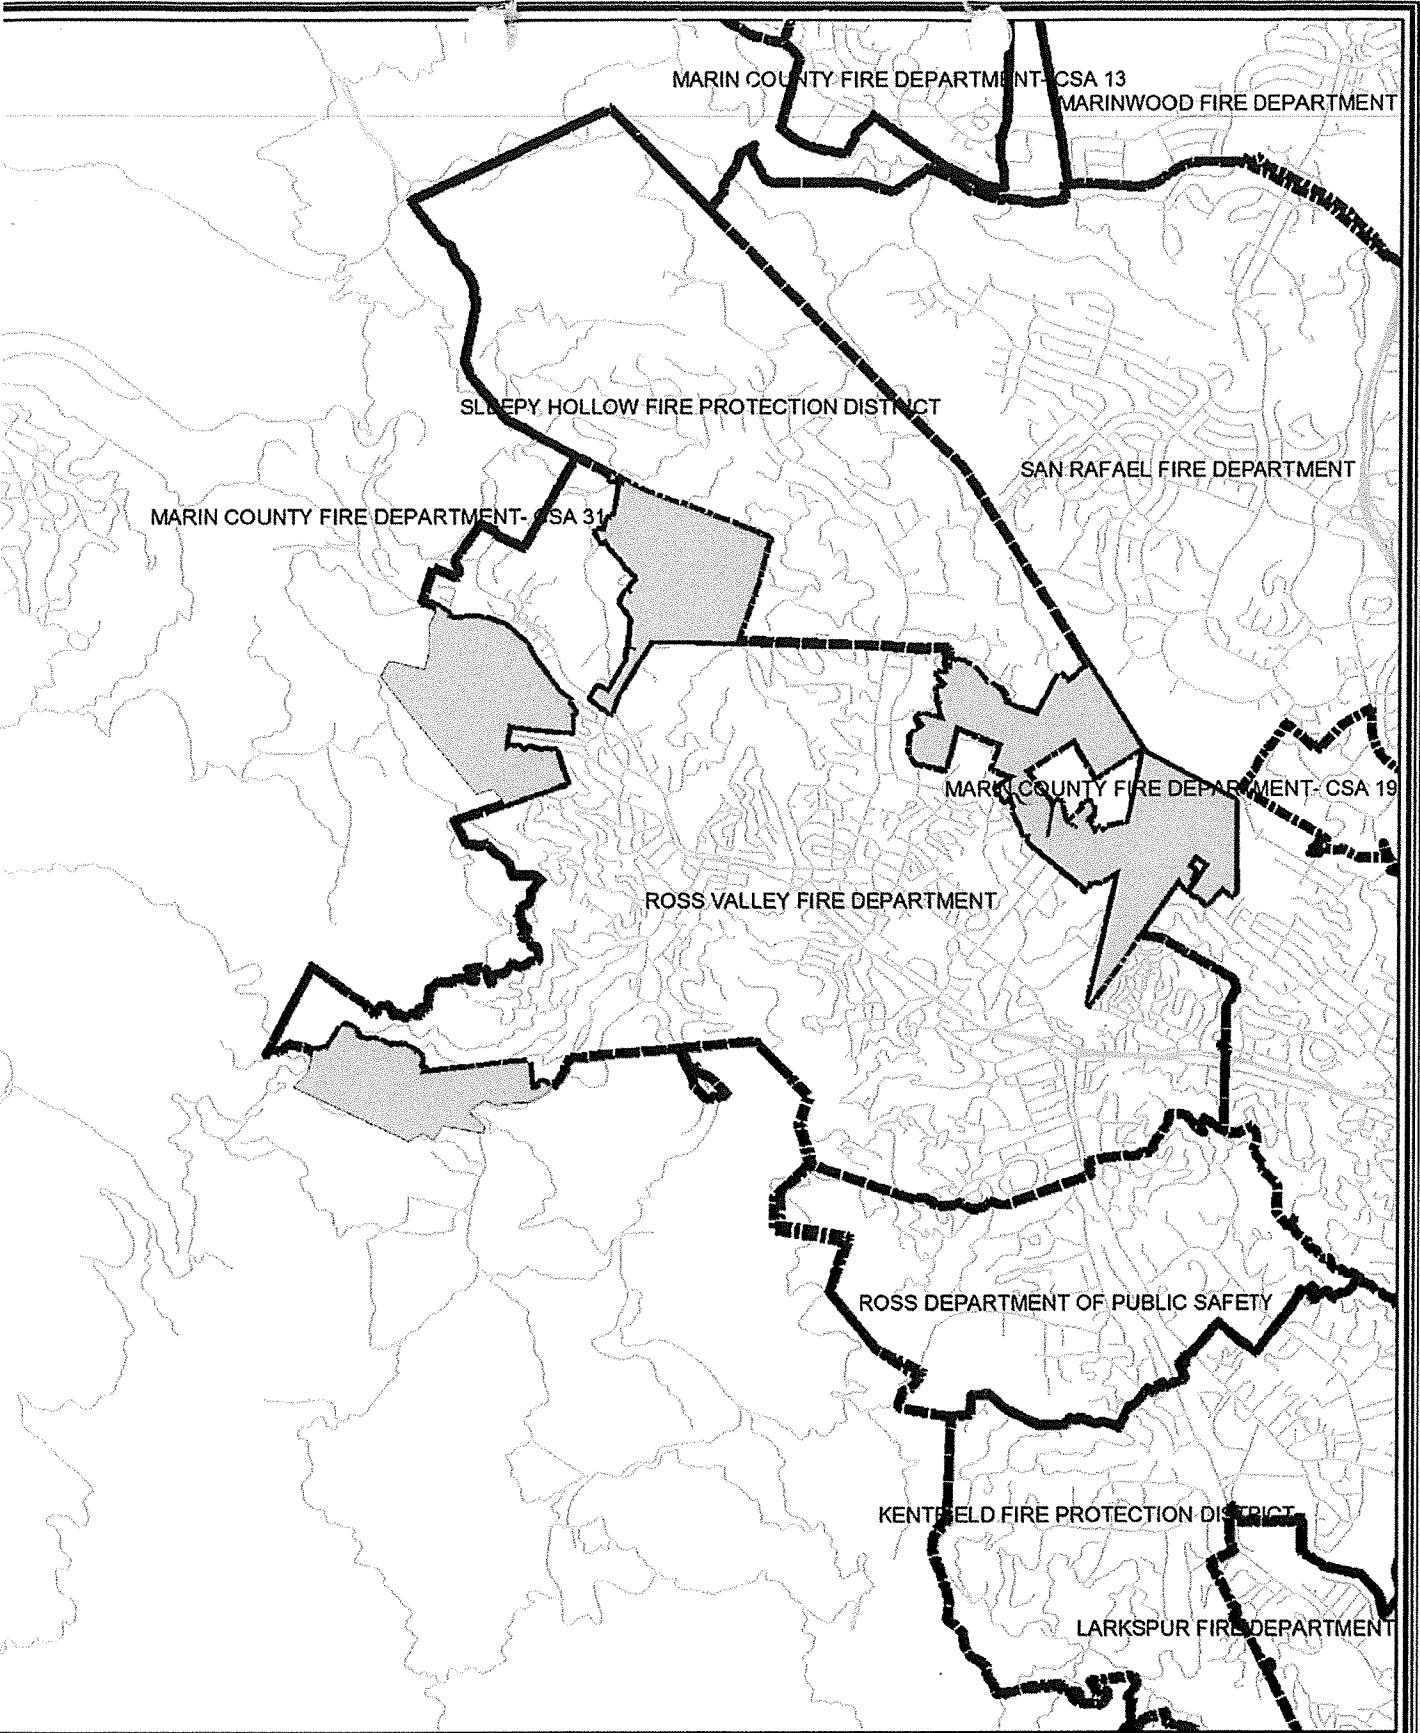 MARIN COUNTY FIRE DEPARTMENT- CSA 13
MARINWOOD FIRE DEPARTMENT
SLEEPY HOLLOW FIRE PROTECTION DISTRICT
SAN RAFAEL FIRE DEPARTMENT
MARIN COUNTY FIRE DEPARTMENT- CSA 31
MARIN COUNTY FIRE DEPARTMENT- CSA 19
ROSS VALLEY FIRE DEPARTMENT
ROSS DEPARTMENT OF PUBLIC SAFETY
KENTFIELD FIRE PROTECTION DISTRICT
LARKSPUR FIRE DEPARTMENT